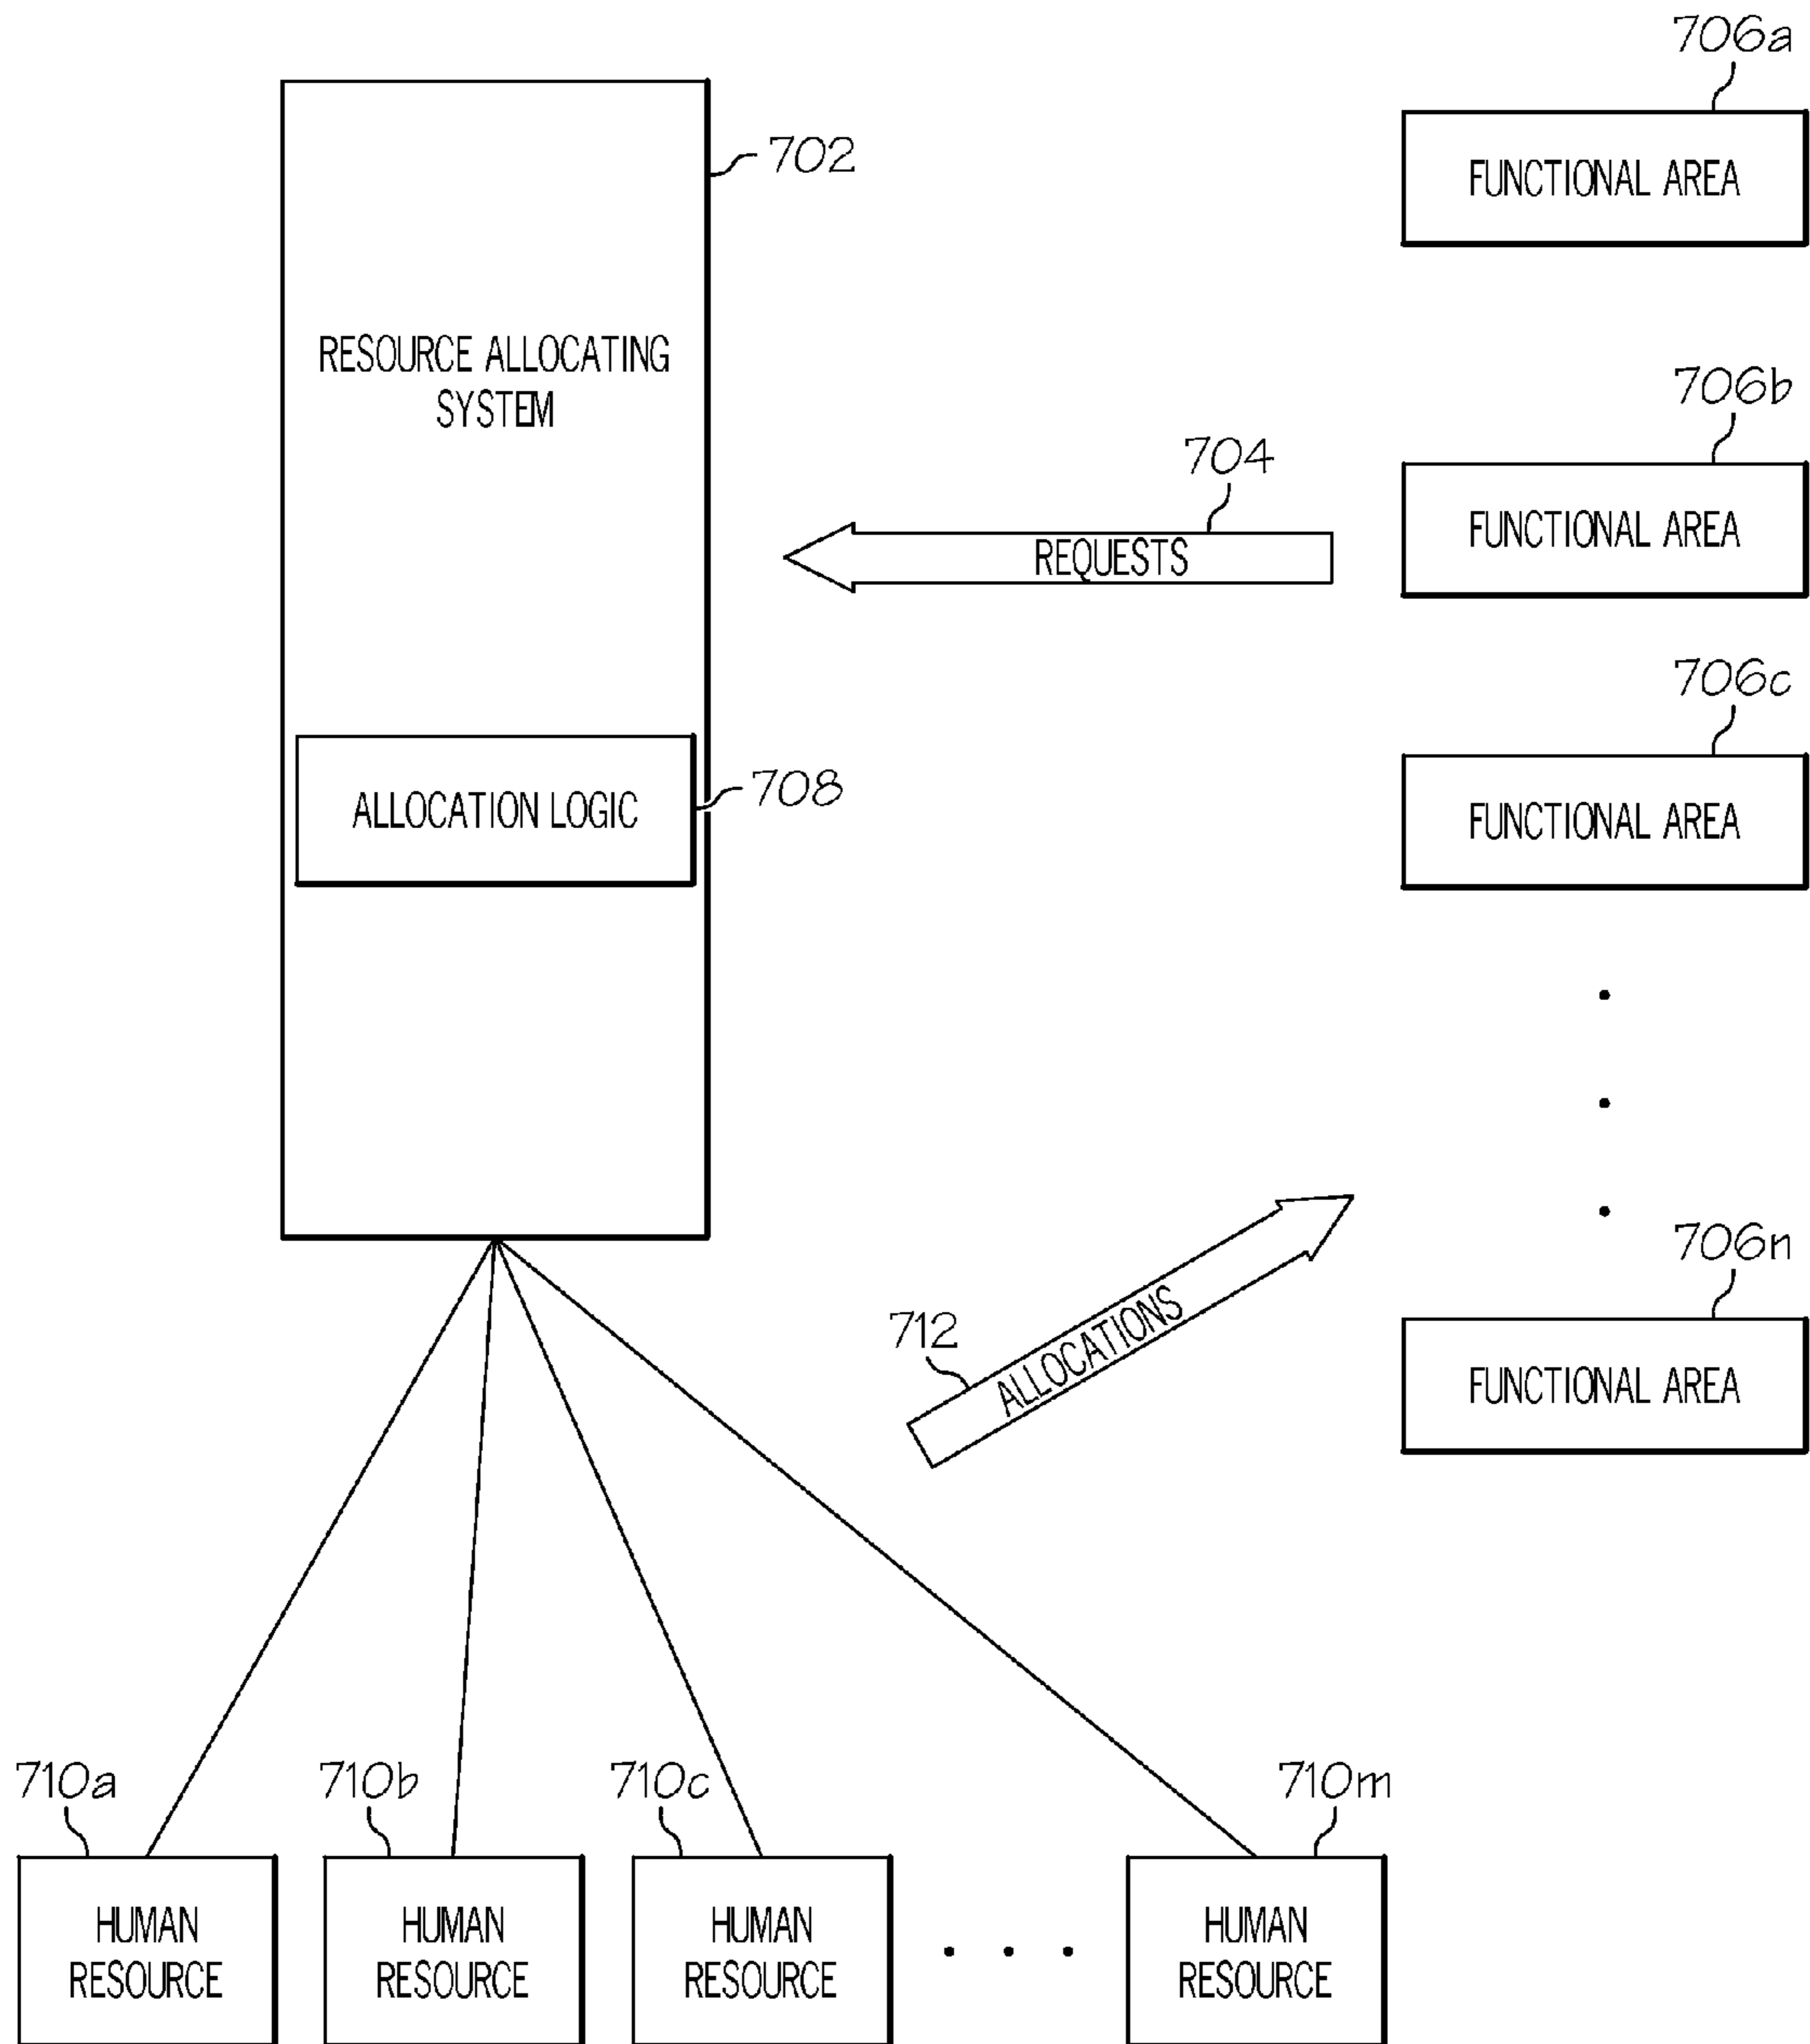 706a
FUNCTIONAL AREA
702
RESOURCE ALLOCATING
SYSTEM
706b
FUNCTIONAL AREA
704
REQUESTS
706c
FUNCTIONAL AREA
ALLOCATION LOGIC
708
706n
FUNCTIONAL AREA
712
ALLOCATIONS
710a
HUMAN
RESOURCE
710b
HUMAN
RESOURCE
710c
HUMAN
RESOURCE
710m
HUMAN
RESOURCE